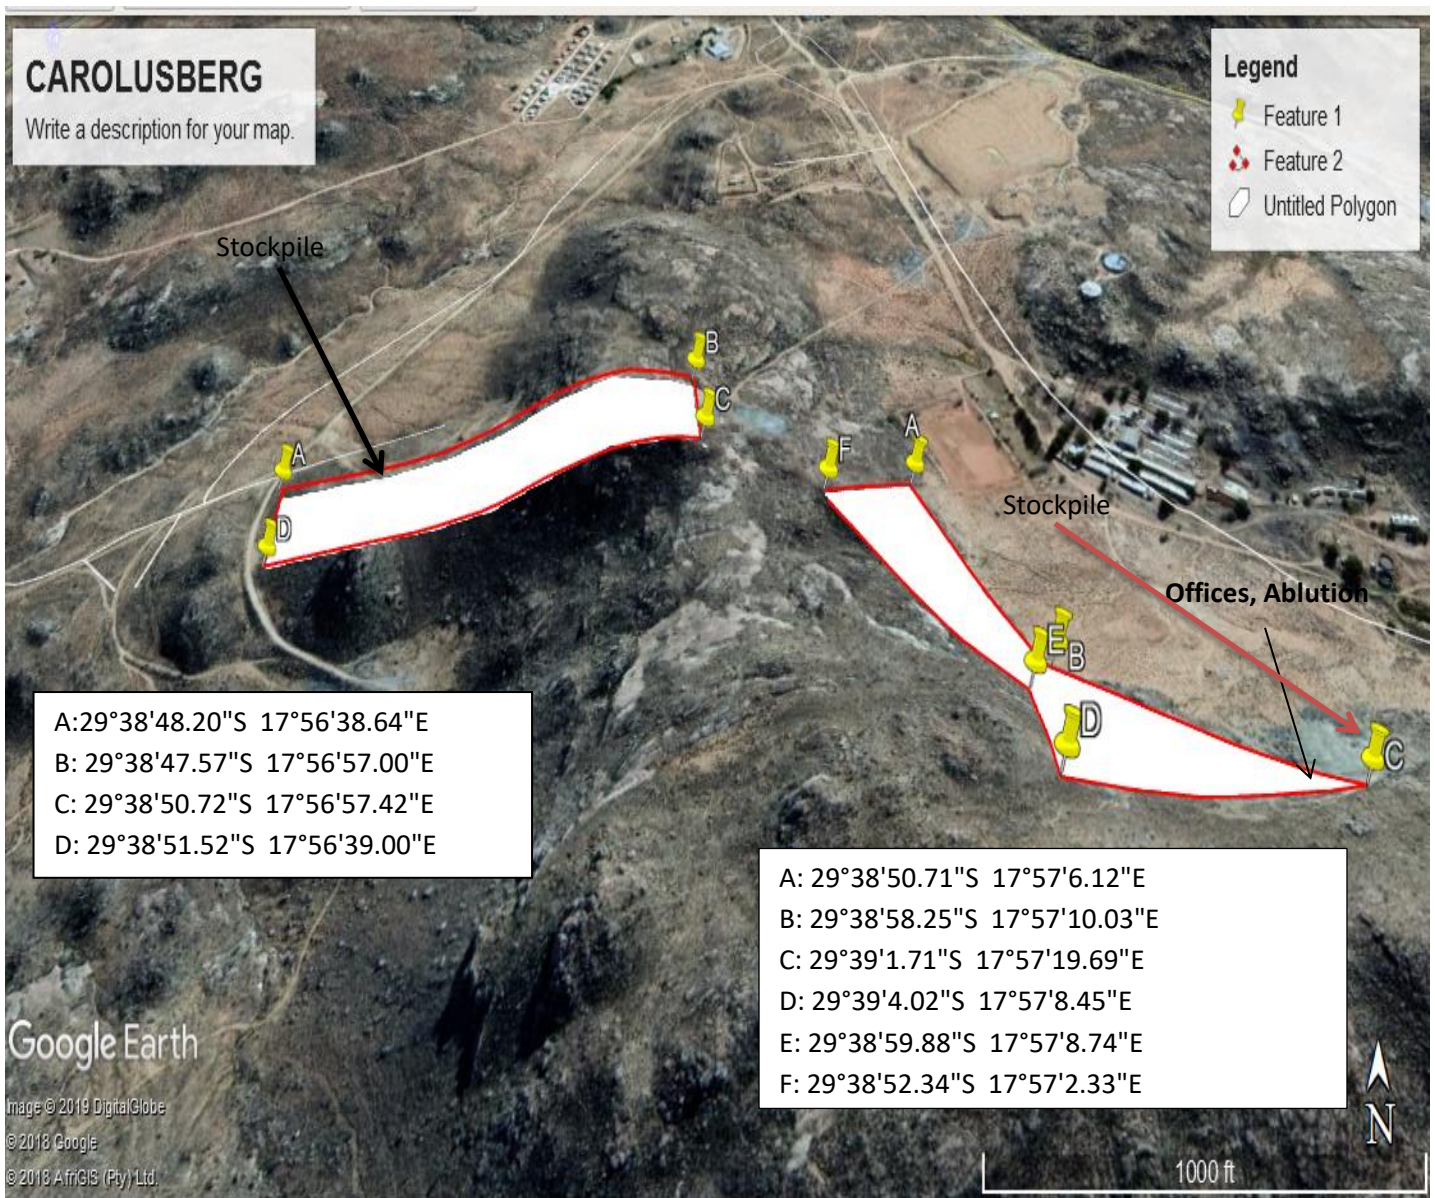 CAROLUSBERG
Write a description for your map.
Legend
Feature 1
Feature 2
Untitled Polygon
Stockpile
B
C
A
D
F
A
Stockpile
Offices, Ablution
E
B
D
C
A:29°38'48.20"S 17°56'38.64"E
B: 29°38'47.57"S 17°56'57.00"E
C: 29°38'50.72"S 17°56'57.42"E
D: 29°38'51.52"S 17°56'39.00"E
A: 29°38'50.71"S 17°57'6.12"E
B: 29°38'58.25"S 17°57'10.03"E
C: 29°39'1.71"S 17°57'19.69"E
D: 29°39'4.02"S 17°57'8.45"E
E: 29°38'59.88"S 17°57'8.74"E
F: 29°38'52.34"S 17°57'2.33"E
Google Earth
Image © 2019 DigitalGlobe
© 2018 Google
© 2018 AfriGIS (Pty) Ltd.
N
1000 ft